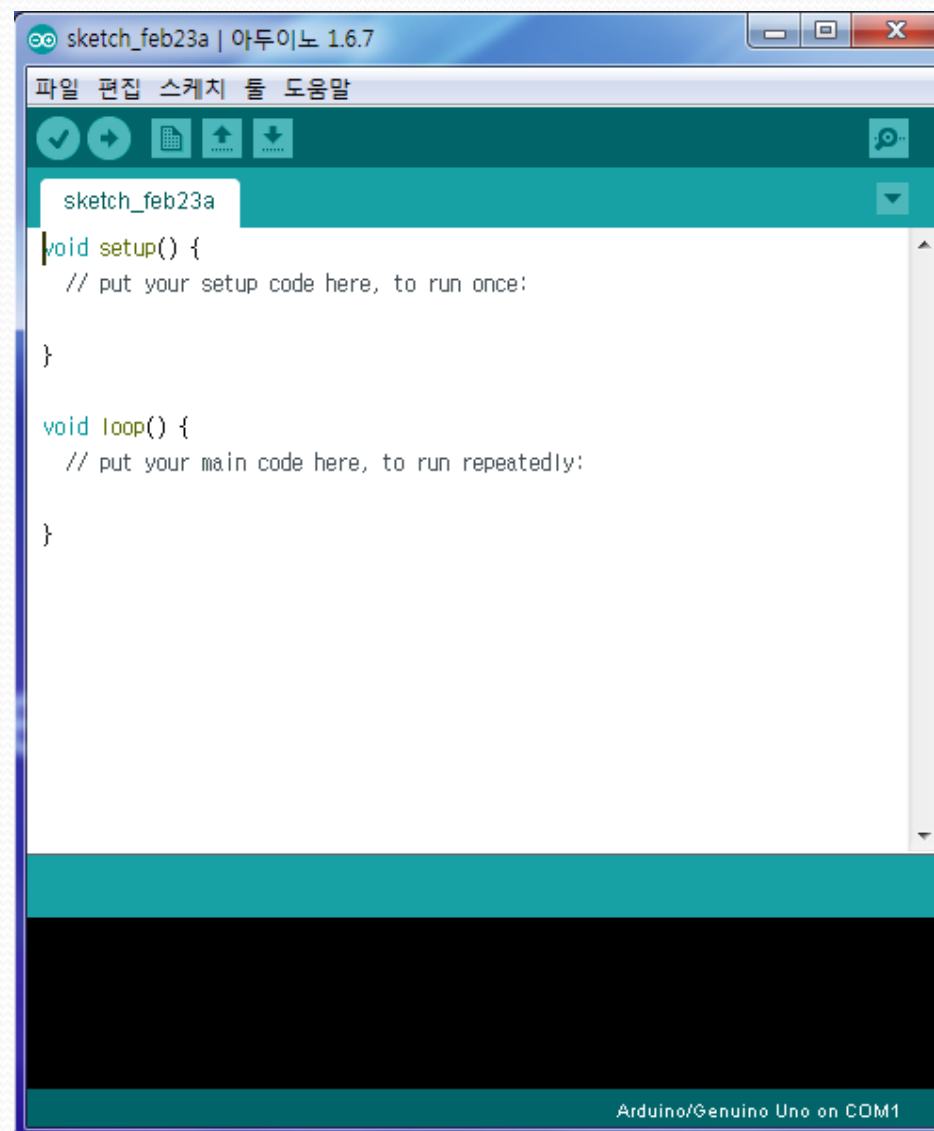 sketch_feb23a | 아두이노 1.6.7
파일 편집 스케치 툴 도움말
sketch_feb23a
void setup() {
  // put your setup code here, to run once:
}
void loop() {
  // put your main code here, to run repeatedly:
}
Arduino/Genuino Uno on COM1